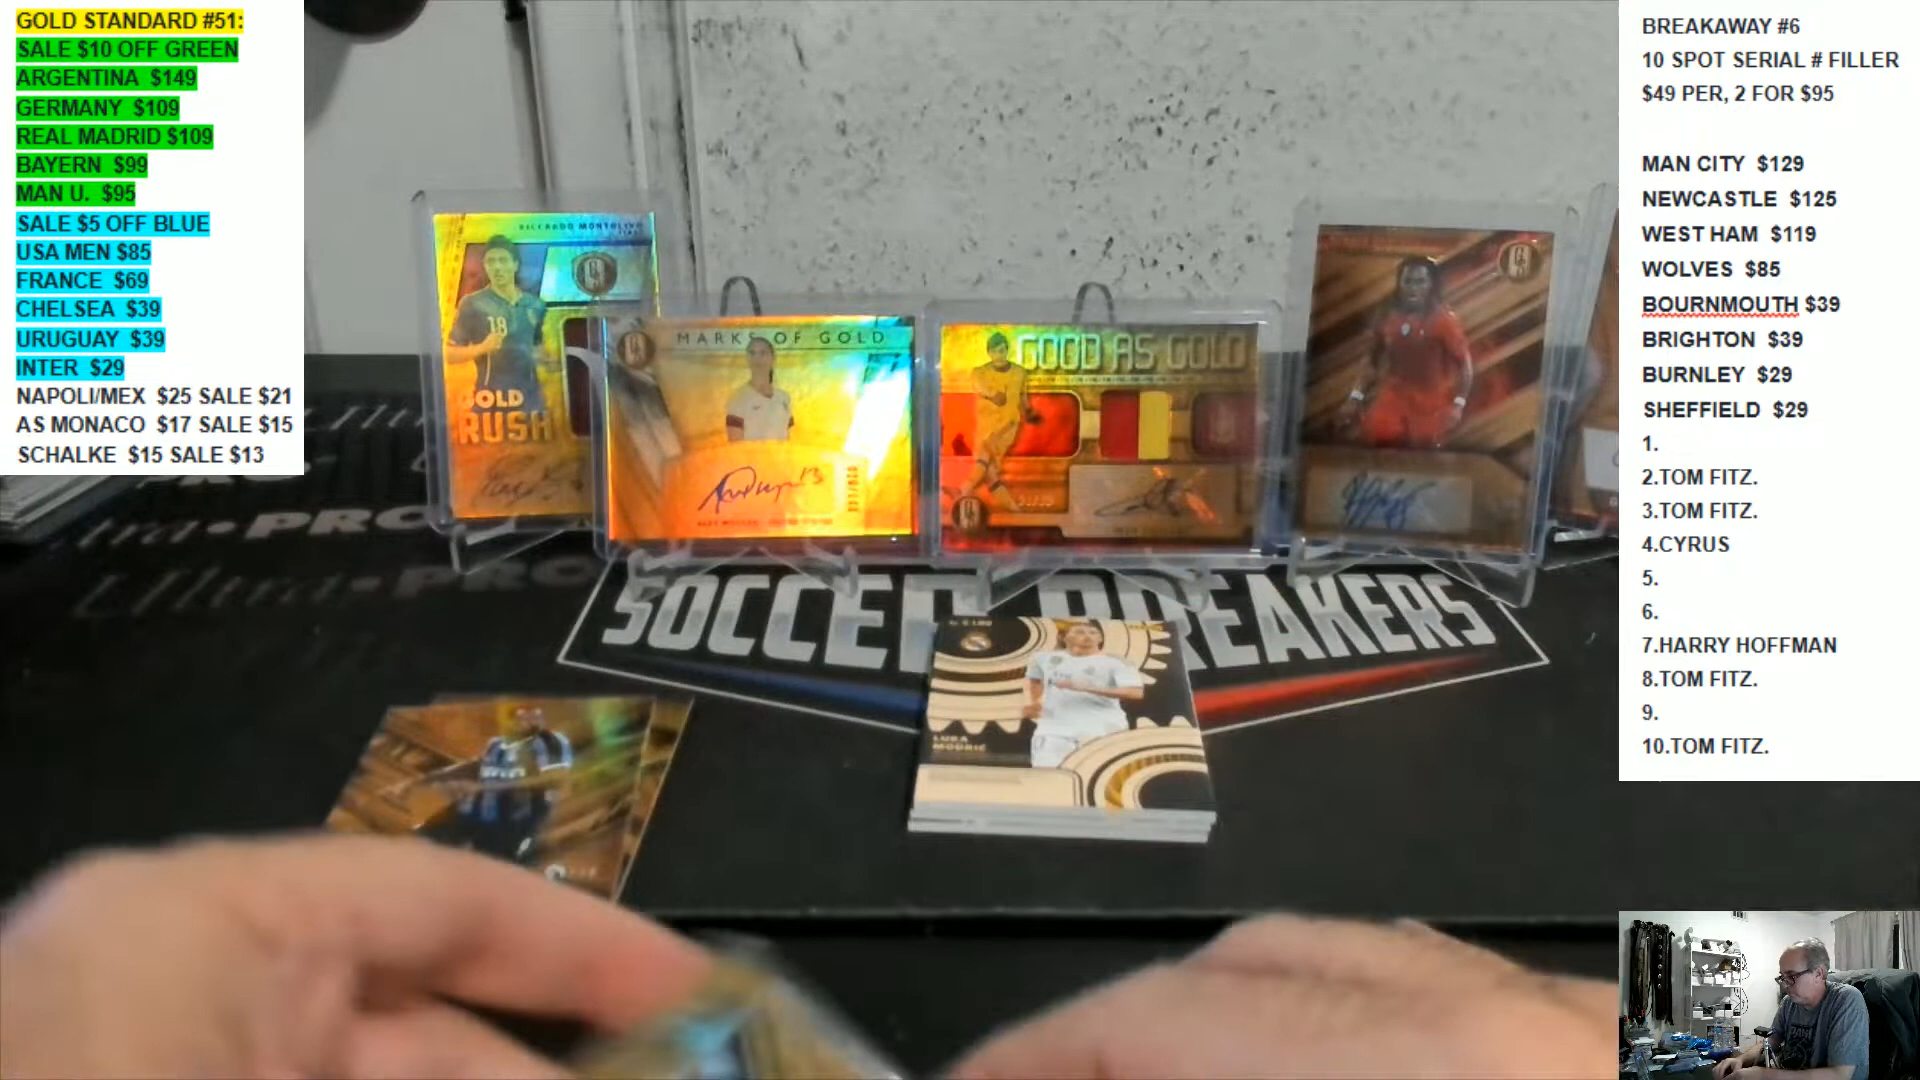 GOLD STANDARD #51:
SALE $10 OFF GREEN
ARGENTINA $149
GERMANY $109
REAL MADRID $109
BAYERN $99
MAN U. $95
SALE $5 OFF BLUE
USA MEN $85
FRANCE $69
CHELSEA $39
URUGUAY $39
INTER $29
NAPOLI/MEX $25 SALE $21
AS MONACO $17 SALE $15
SCHALKE $15 SALE $13
BREAKAWAY #6
10 SPOT SERIAL # FILLER
$49 PER, 2 FOR $95
MAN CITY $129
NEWCASTLE $125
WEST HAM $119
WOLVES $85
BOURNMOUTH $39
BRIGHTON $39
BURNLEY $29
SHEFFIELD $29
1.
2.TOM FITZ.
3.TOM FITZ.
4.CYRUS
5.
6.
7.HARRY HOFFMAN
8.TOM FITZ.
9.
10.TOM FITZ.
RICCARDO MONTOLIVO
18
GOLD
RUSH
MARKS OF GOLD
GOOD AS GOLD
SOCCER BREAKERS
LUKA
MODRIĆ